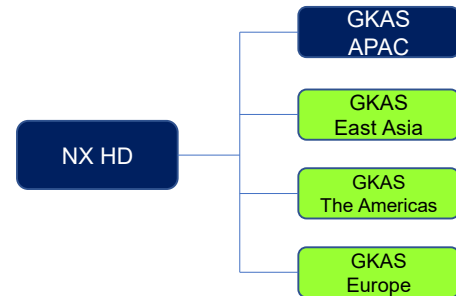 GKAS
APAC
GKAS
East Asia
NX HD
GKAS
The Americas
GKAS
Europe